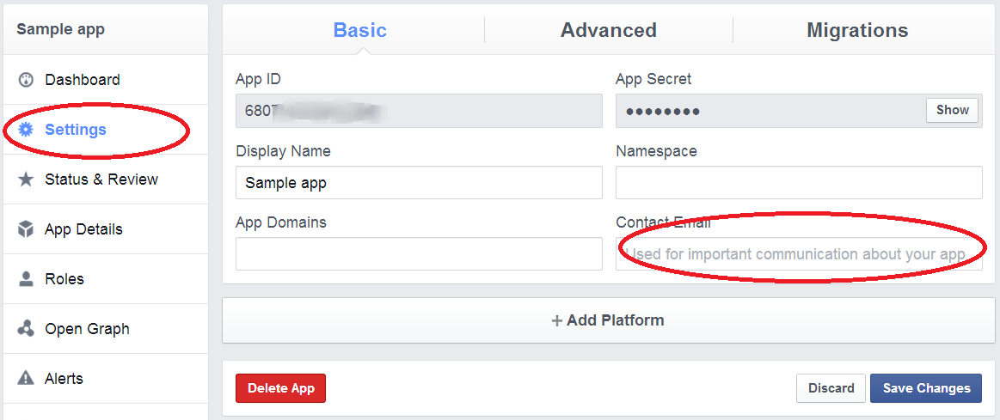 Sample app
Dashboard
Settings
Status & Review
App Details
Roles
Open Graph
Alerts
Basic Advanced Migrations
App ID App Secret
6807 •••••••• Show
Display Name Namespace
Sample app
App Domains Contact Email
Used for important communication about your app
+ Add Platform
Delete App Discard Save Changes